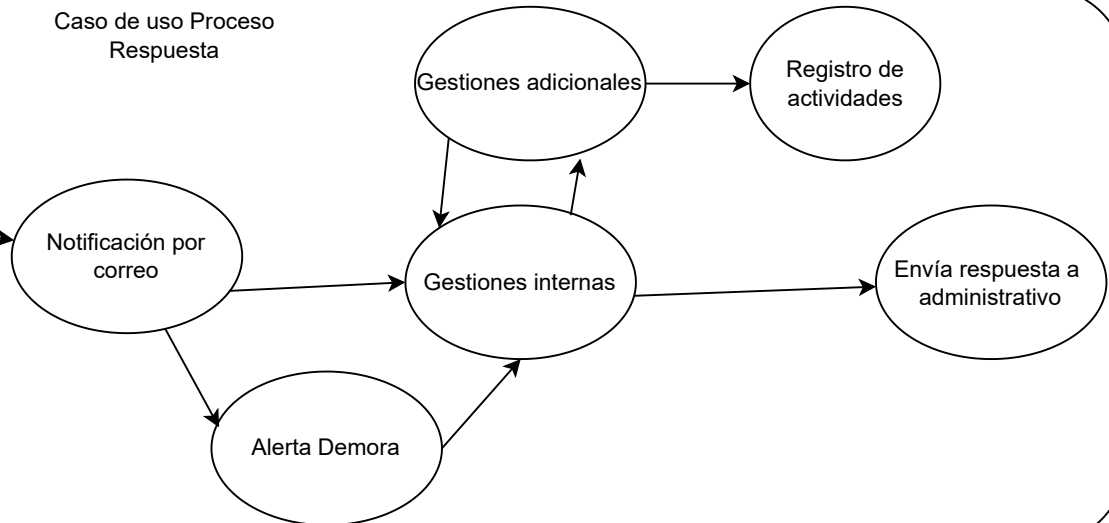 Caso de uso Proceso
Respuesta
Gestiones adicionales
Registro de
actividades
Notificación por
correo
Gestiones internas
Envía respuesta a
administrativo
Alerta Demora